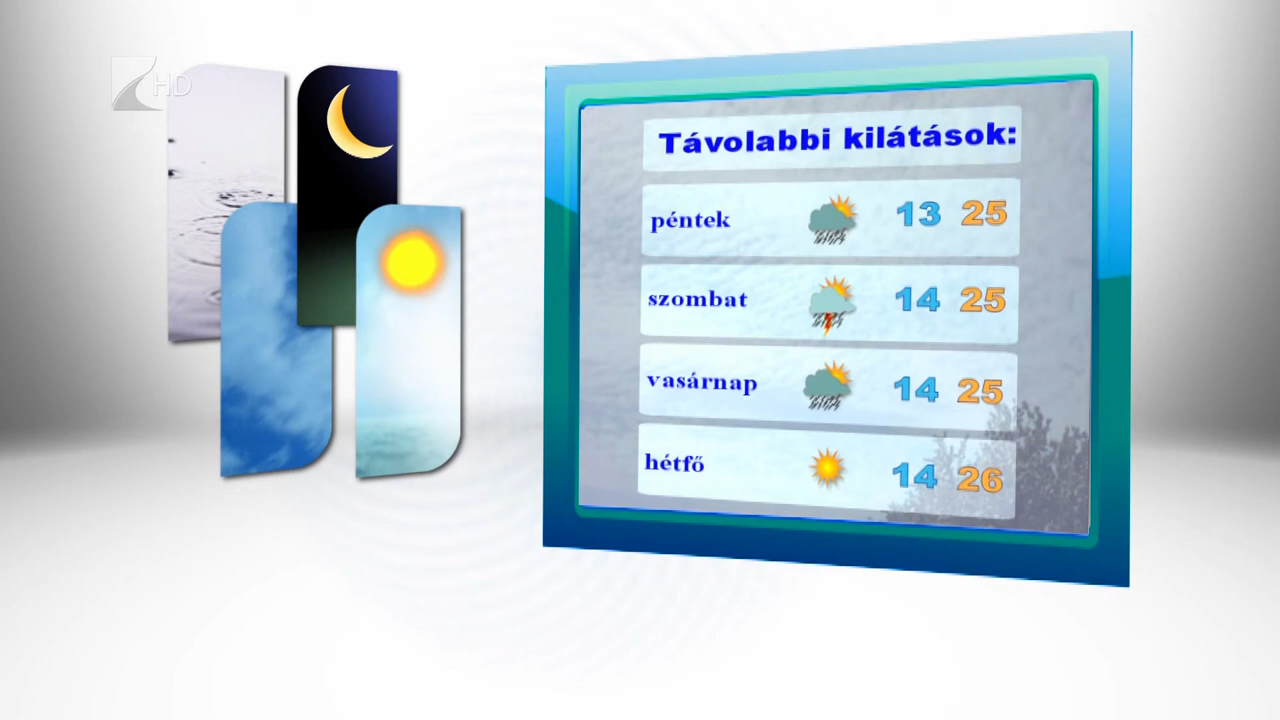 HD
Távolabbi kilátások:
péntek 13 25
szombat 14 25
vasárnap 14 25
hétfő 14 26